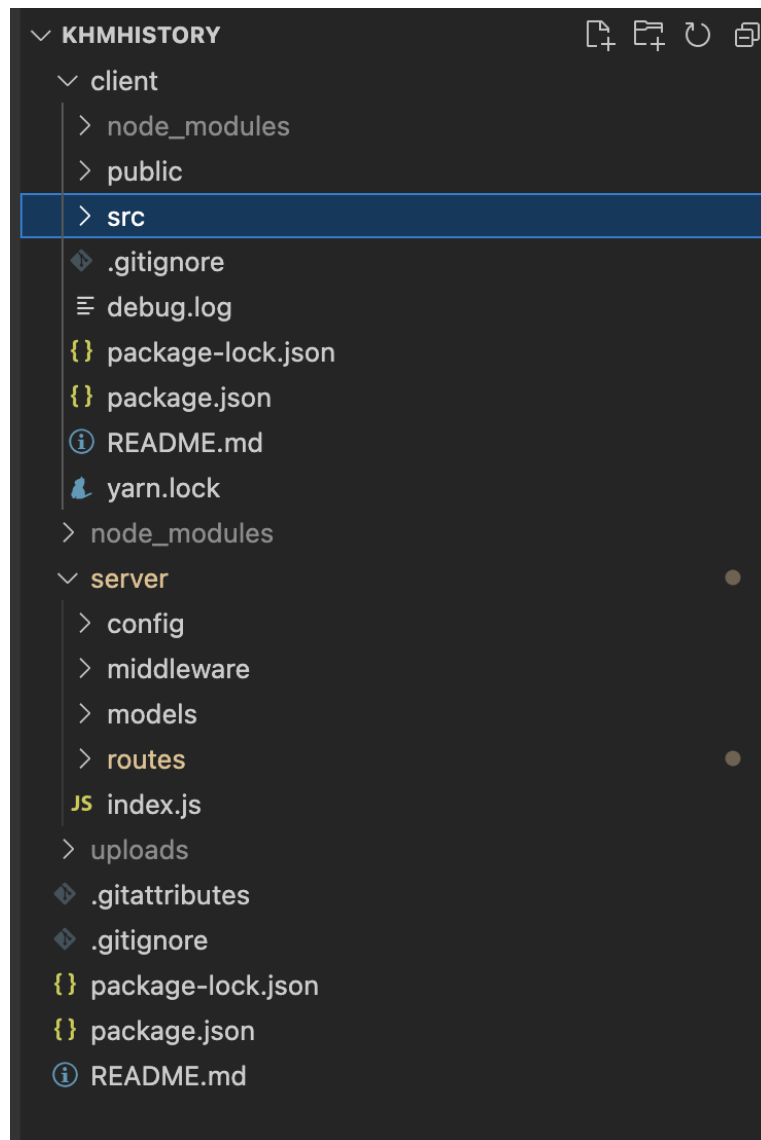 KHMHISTORY
client
node_modules
public
src
.gitignore
debug.log
{} package-lock.json
{} package.json
README.md
yarn.lock
node_modules
server
config
middleware
models
routes
JS index.js
uploads
.gitattributes
.gitignore
{} package-lock.json
{} package.json
README.md